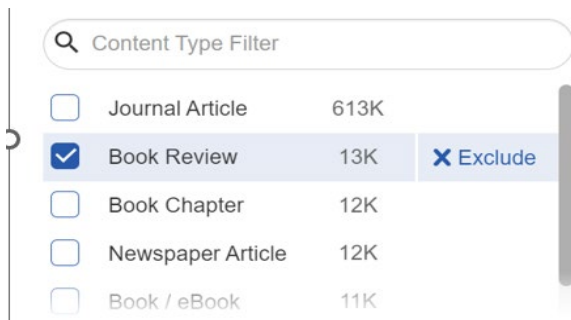 Content Type Filter
Journal Article 613K
Book Review 13K Exclude
Book Chapter 12K
Newspaper Article 12K
Book / eBook 11K